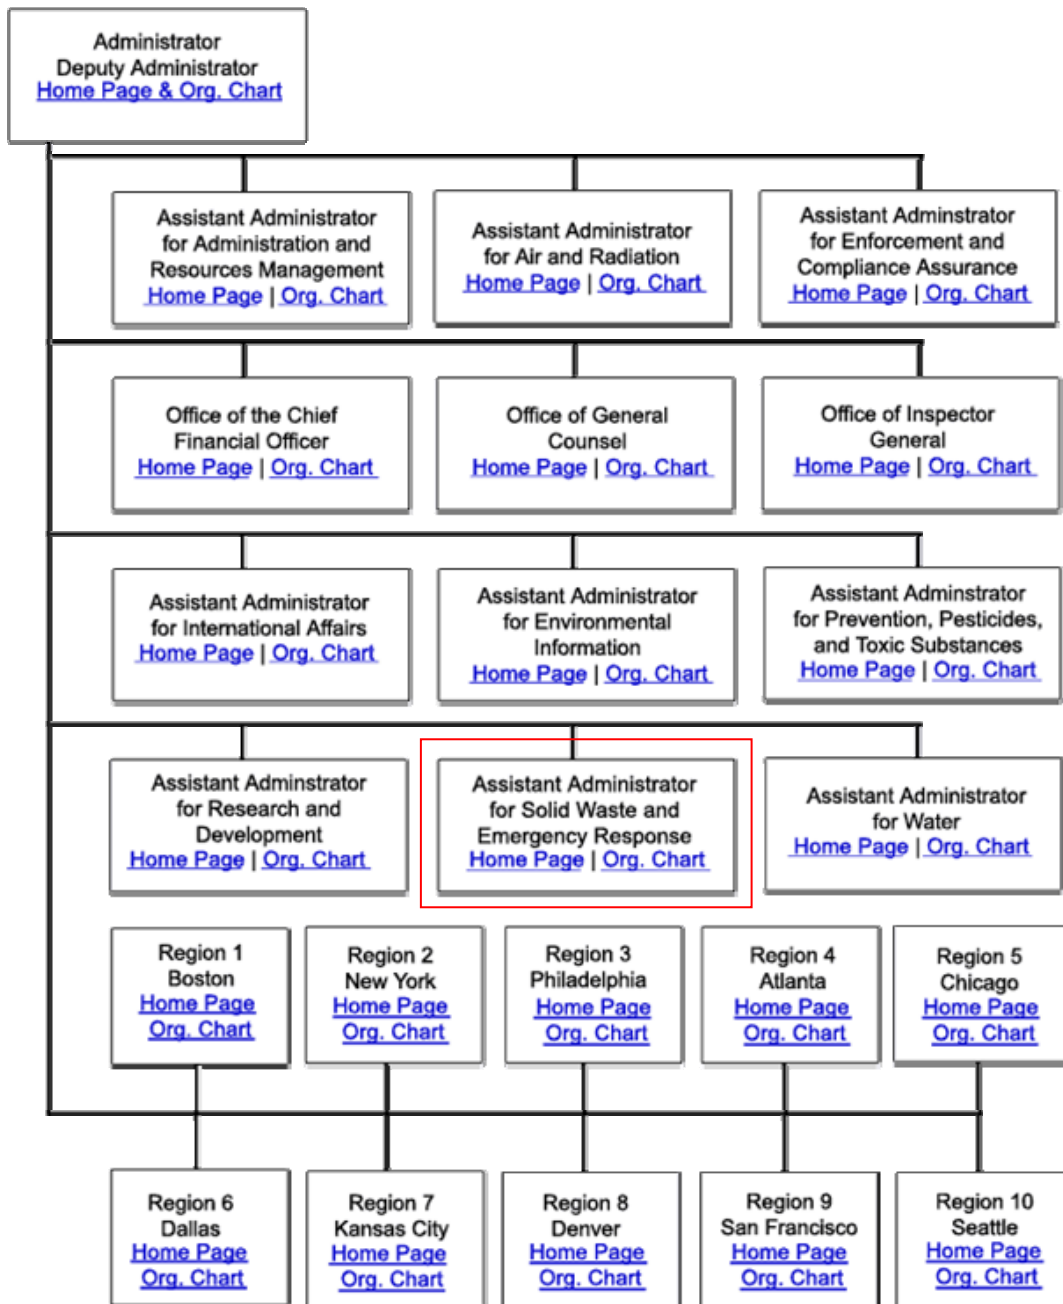 Administrator
Deputy Administrator
Home Page & Org. Chart
Assistant Administrator
for Administration and
Resources Management
Home Page | Org. Chart
Assistant Administrator
for Air and Radiation
Home Page | Org. Chart
Assistant Adminstrator
for Enforcement and
Compliance Assurance
Home Page | Org. Chart
Office of the Chief
Financial Officer
Home Page | Org. Chart
Office of General
Counsel
Home Page | Org. Chart
Office of Inspector
General
Home Page | Org. Chart
Assistant Administrator
for International Affairs
Home Page | Org. Chart
Assistant Administrator
for Environmental
Information
Home Page | Org. Chart
Assistant Adminstrator
for Prevention, Pesticides,
and Toxic Substances
Home Page | Org. Chart
Assistant Adminstrator
for Research and
Development
Home Page | Org. Chart
Assistant Administrator
for Solid Waste and
Emergency Response
Home Page | Org. Chart
Assistant Administrator
for Water
Home Page | Org. Chart
Region 1
Boston
Home Page
Org. Chart
Region 2
New York
Home Page
Org. Chart
Region 3
Philadelphia
Home Page
Org. Chart
Region 4
Atlanta
Home Page
Org. Chart
Region 5
Chicago
Home Page
Org. Chart
Region 6
Dallas
Home Page
Org. Chart
Region 7
Kansas City
Home Page
Org. Chart
Region 8
Denver
Home Page
Org. Chart
Region 9
San Francisco
Home Page
Org. Chart
Region 10
Seattle
Home Page
Org. Chart